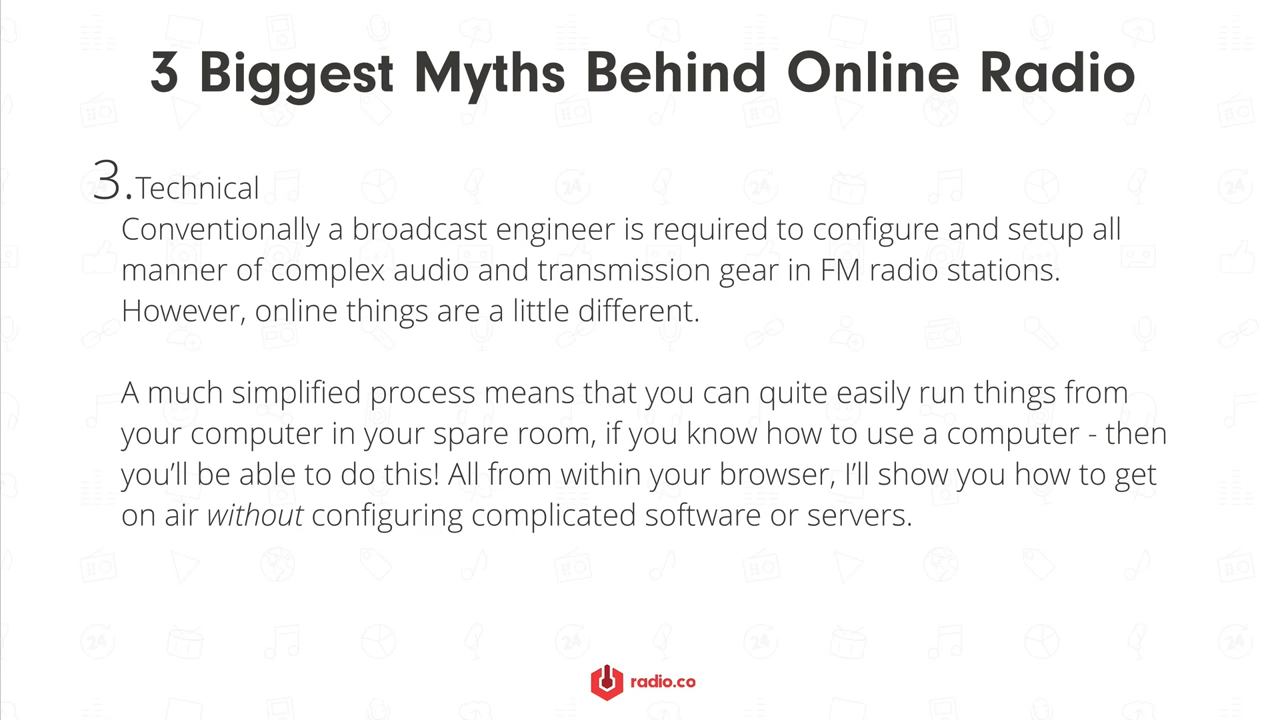 3 Biggest Myths Behind Online Radio
3.Technical
Conventionally a broadcast engineer is required to configure and setup all
manner of complex audio and transmission gear in FM radio stations.
However, online things are a little different.
A much simplified process means that you can quite easily run things from
your computer in your spare room, if you know how to use a computer - then
you’ll be able to do this! All from within your browser, I’ll show you how to get
on air without configuring complicated software or servers.
radio.co